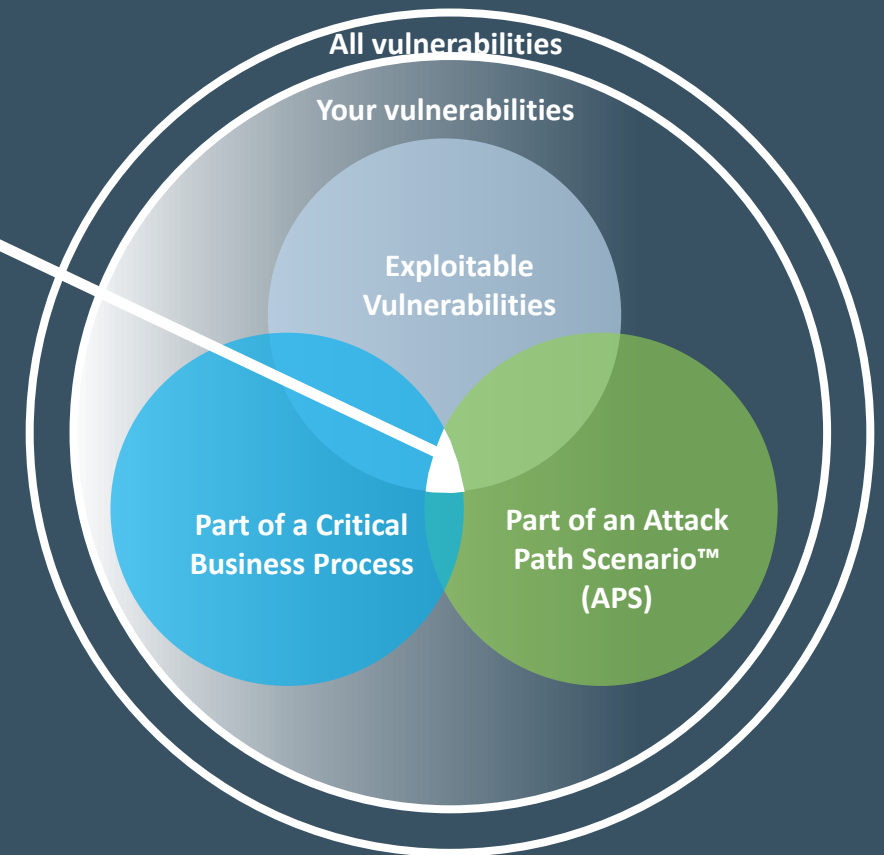 All vulnerabilities
Your vulnerabilities
Exploitable
Vulnerabilities
Part of a Critical
Business Process
Part of an Attack
Path Scenario™
(APS)